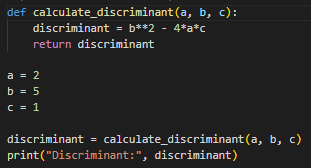 def calculate_discriminant(a, b, c):
    discriminant = b**2 - 4*a*c
    return discriminant

a = 2
b = 5
c = 1

discriminant = calculate_discriminant(a, b, c)
print("Discriminant:", discriminant)